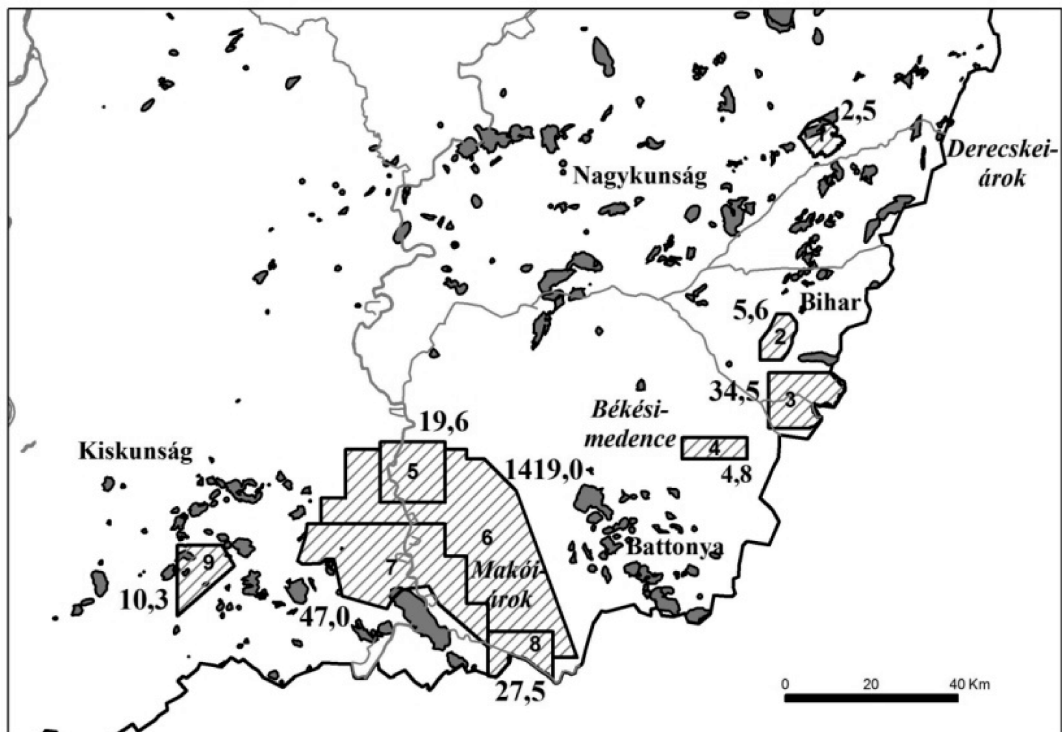 2,5
1
Derecskei-
árok
Nagykunság
Bihar
5,6
2
34,5
3
Békési-
medence
4
4,8
19,6
5
1419,0
Kiskunság
6
Battonya
9
7
Makói-
árok
10,3
47,0
8
27,5
0 20 40 Km